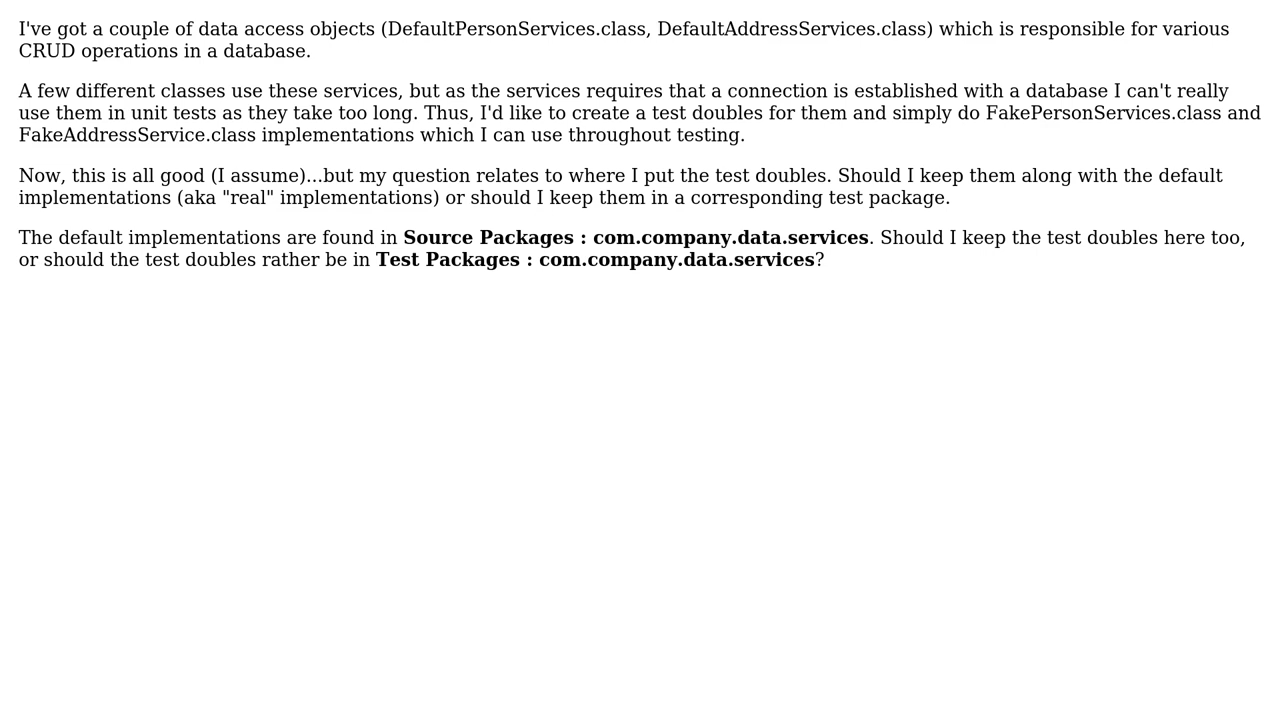 I've got a couple of data access objects (DefaultPersonServices.class, DefaultAddressServices.class) which is responsible for various
CRUD operations in a database.
A few different classes use these services, but as the services requires that a connection is established with a database I can't really
use them in unit tests as they take too long. Thus, I'd like to create a test doubles for them and simply do FakePersonServices.class and
FakeAddressService.class implementations which I can use throughout testing.
Now, this is all good (I assume)...but my question relates to where I put the test doubles. Should I keep them along with the default
implementations (aka "real" implementations) or should I keep them in a corresponding test package.
The default implementations are found in Source Packages : com.company.data.services. Should I keep the test doubles here too,
or should the test doubles rather be in Test Packages : com.company.data.services?